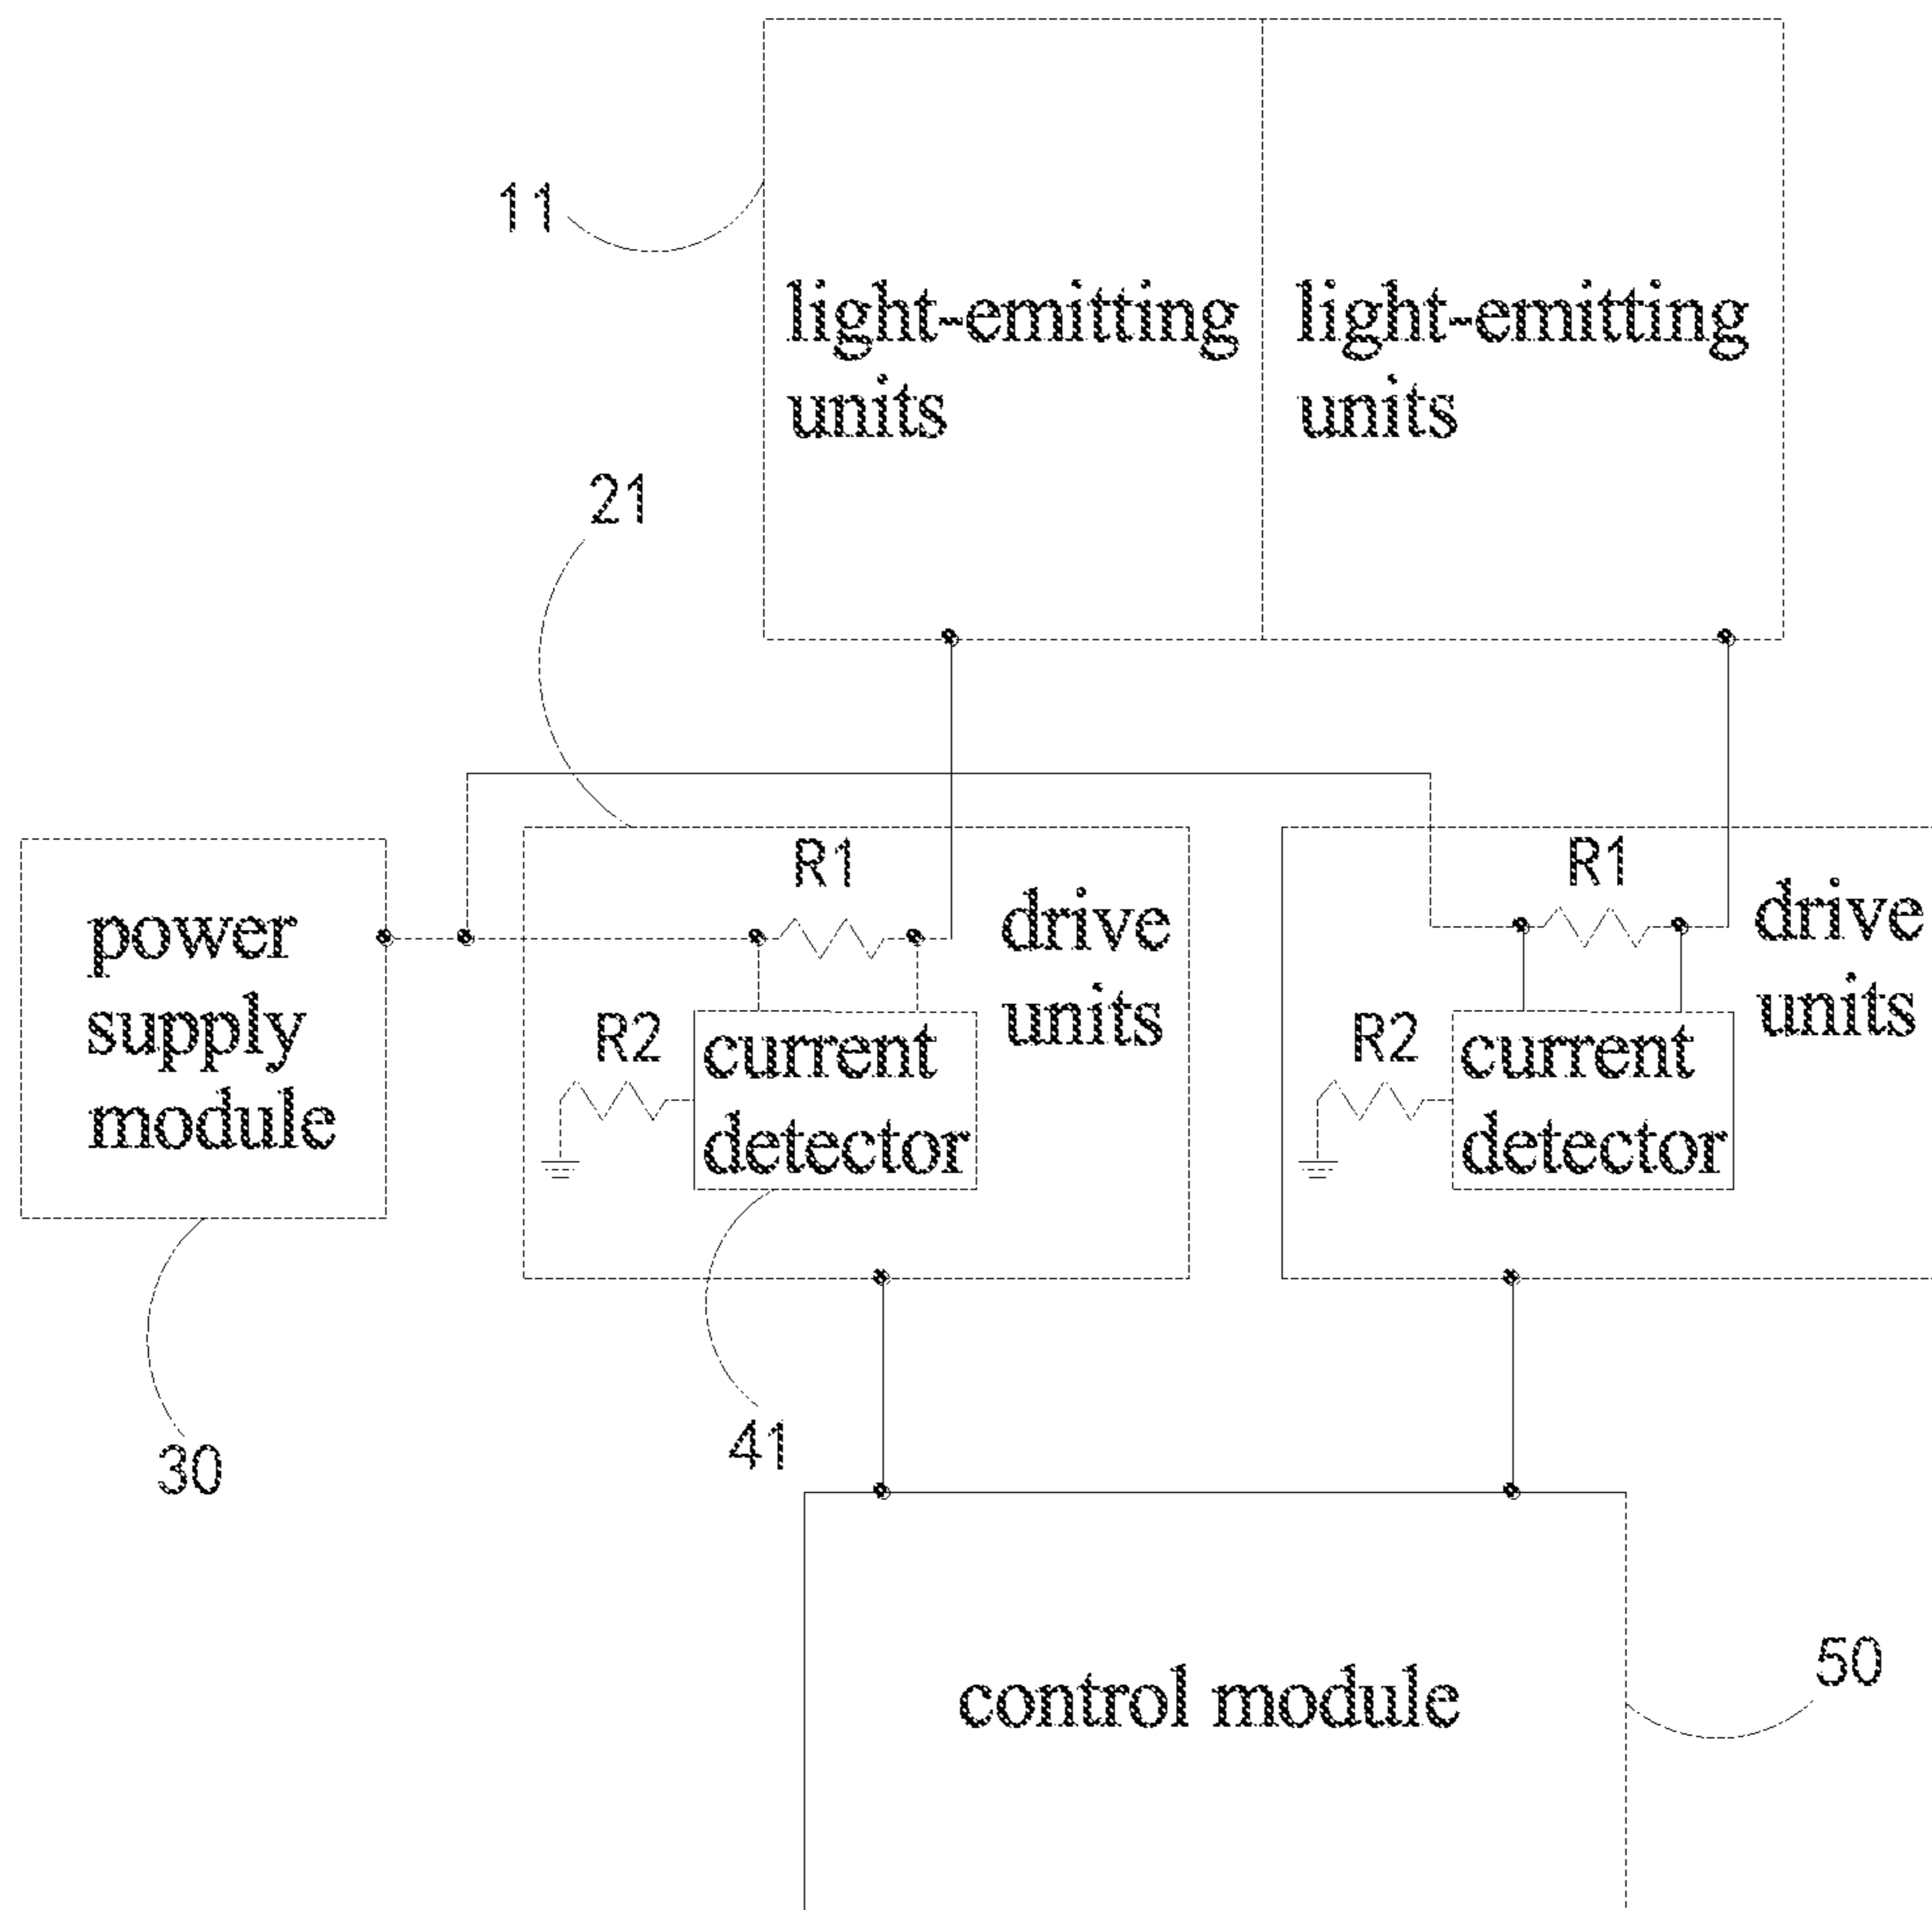 11
light-emitting
units
light-emitting
units
21
R1
drive
units
R2
current
detector
R1
drive
units
R2
current
detector
power
supply
module
30
41
control module
50